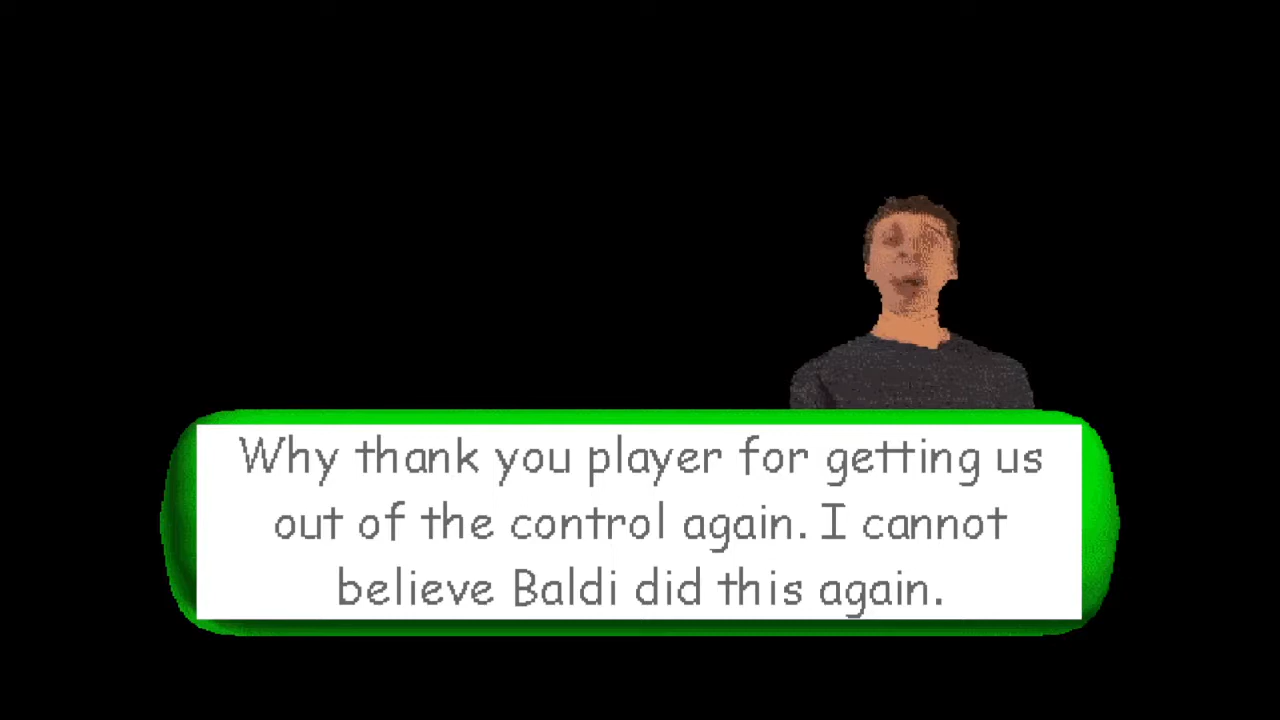 Why thank you player for getting us
out of the control again. I cannot
believe Baldi did this again.